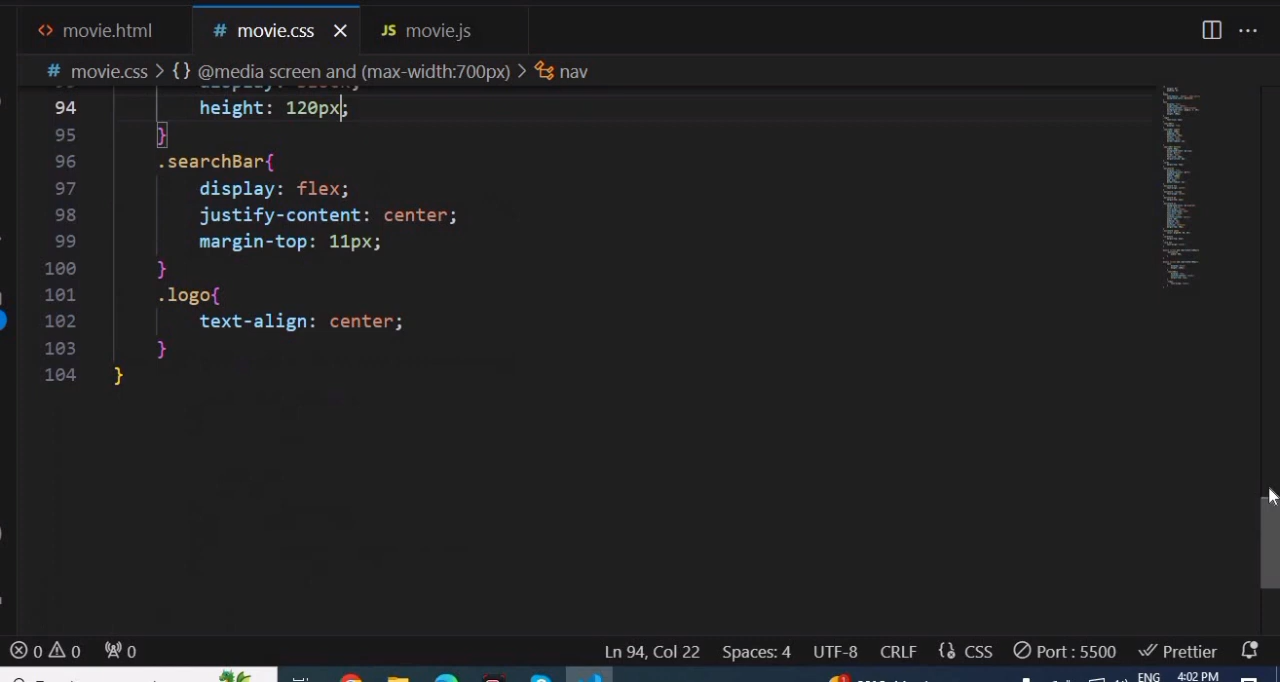 movie.html
movie.css
JS movie.js
# movie.css > {} @media screen and (max-width:700px) > nav
94 height: 120px;
95 }
96 .searchBar{
97 display: flex;
98 justify-content: center;
99 margin-top: 11px;
100 }
101 .logo{
102 text-align: center;
103 }
104 }
0 0 0 Ln 94, Col 22 Spaces: 4 UTF-8 CRLF {} CSS Port : 5500 Prettier
ENG 4:02 PM